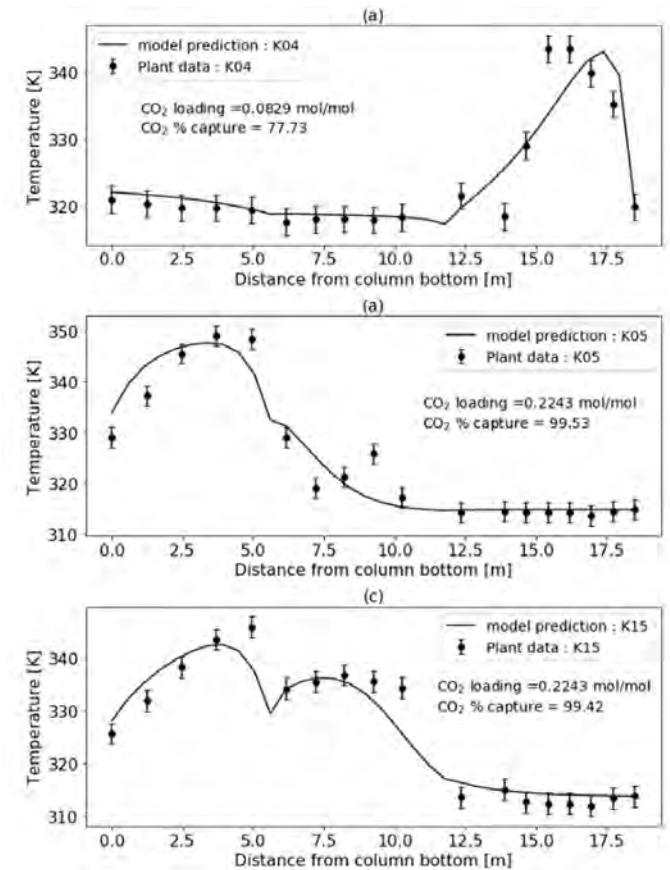 (a)
model prediction : K04
Plant data : K04
CO₂ loading =0.0829 mol/mol
CO₂ % capture = 77.73
Temperature [K]
340
330
320
0.0 2.5 5.0 7.5 10.0 12.5 15.0 17.5
Distance from column bottom [m]
(a)
model prediction : K05
Plant data : K05
CO₂ loading =0.2243 mol/mol
CO₂ % capture = 99.53
Temperature [K]
350
340
330
320
310
0.0 2.5 5.0 7.5 10.0 12.5 15.0 17.5
Distance from column bottom [m]
(c)
model prediction : K15
Plant data : K15
CO₂ loading =0.2243 mol/mol
CO₂ % capture = 99.42
Temperature [K]
340
330
320
310
0.0 2.5 5.0 7.5 10.0 12.5 15.0 17.5
Distance from column bottom [m]